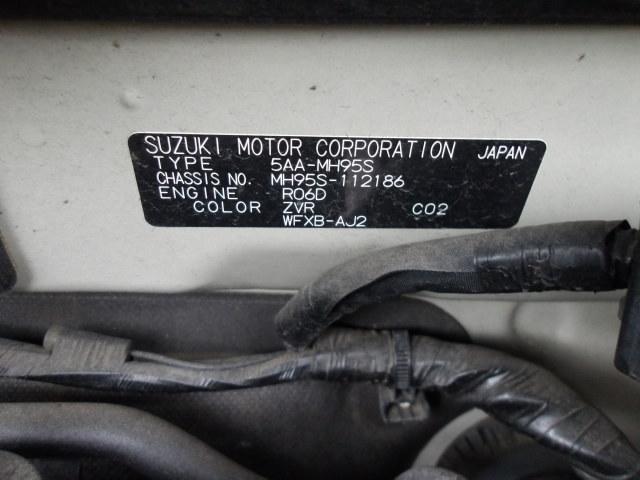 SUZUKI MOTOR CORPORATION JAPAN
TYPE 5AA-MH95S
CHASSIS NO. MH95S-112186
ENGINE R06D
COLOR ZVR C02
WFXB-AJ2